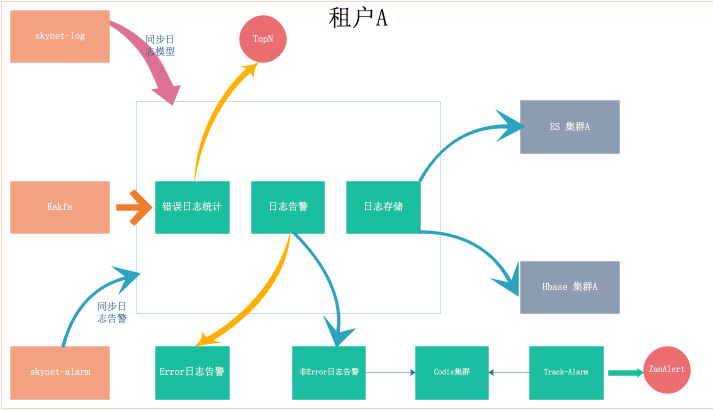 租户A
skynet-log
同步日
志模型
TopN
ES 集群A
Kakfa
错误日志统计
日志告警
日志存储
Hbase 集群A
同步日
志告警
skynet-alarm
Error日志告警
非Error日志告警
Codis集群
Track-Alarm
ZanAlert